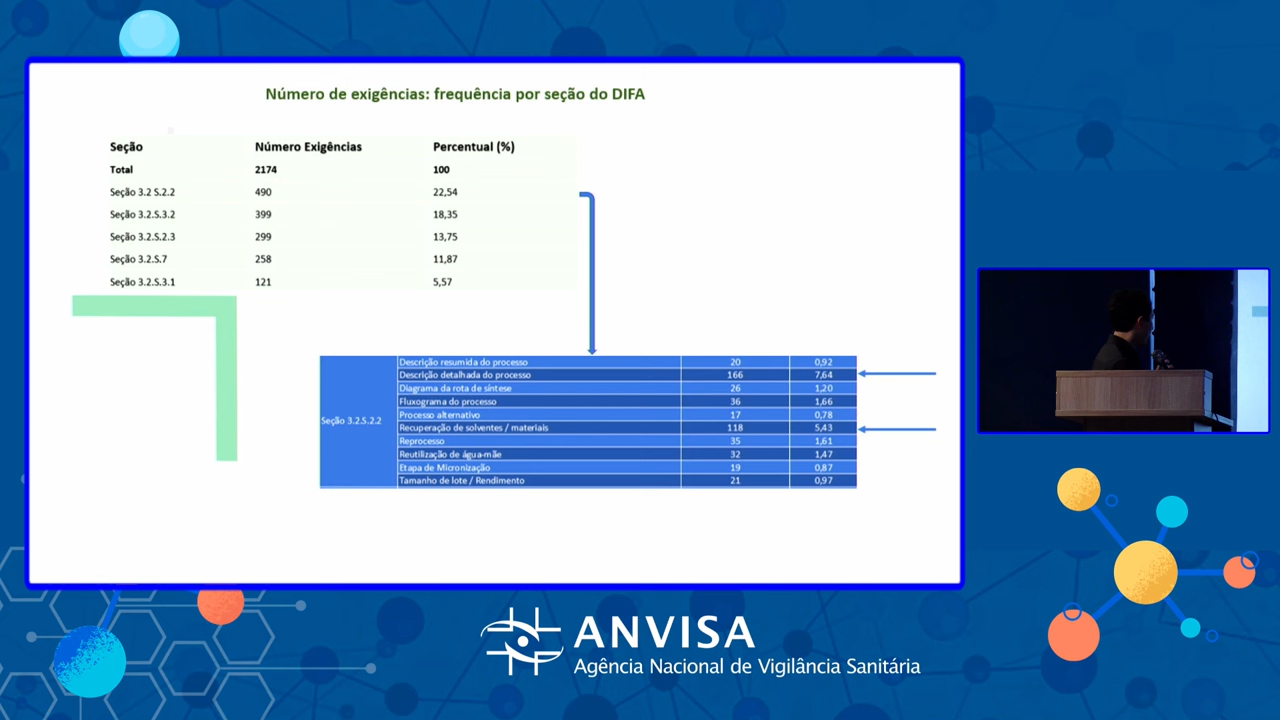 Número de exigências: frequência por seção do DIFA
Seção Número Exigências Percentual (%)
Total 2174 100
Seção 3.2 S.2.2 490 22,54
Seção 3.2.S.3.2 399 18,35
Seção 3.2.S.2.3 299 13,75
Seção 3.2.S.7 258 11,87
Seção 3.2.S.3.1 121 5,57
Descrição resumida do processo 20 0,92
Descrição detalhada do processo 166 7,64
Diagrama da rota de síntese 26 1,20
Fluxograma do processo 36 1,66
Processo alternativo 17 0,78
Seção 3.2.S.2.2
Recuperação de solventes / materiais 118 5,43
Reprocesso 35 1,61
Reutilização de água-mãe 32 1,47
Etapa de Micronização 19 0,87
Tamanho de lote / Rendimento 21 0,97
ANVISA
Agência Nacional de Vigilância Sanitária